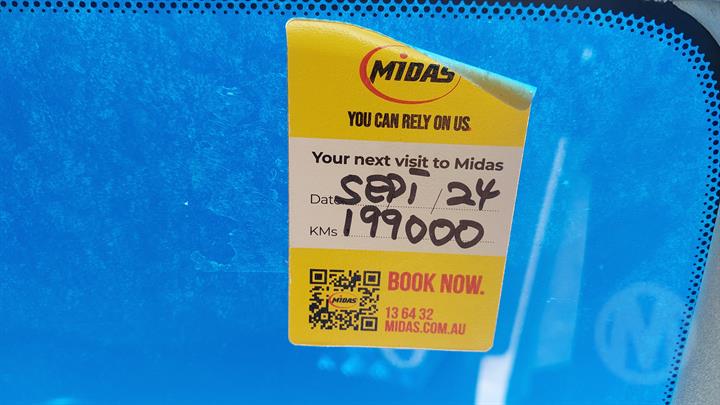 MIDAS
YOU CAN RELY ON US.
Your next visit to Midas
Date SEPT / 24
KMs 199000
MIDAS
BOOK NOW.
13 64 32
MIDAS.COM.AU
M